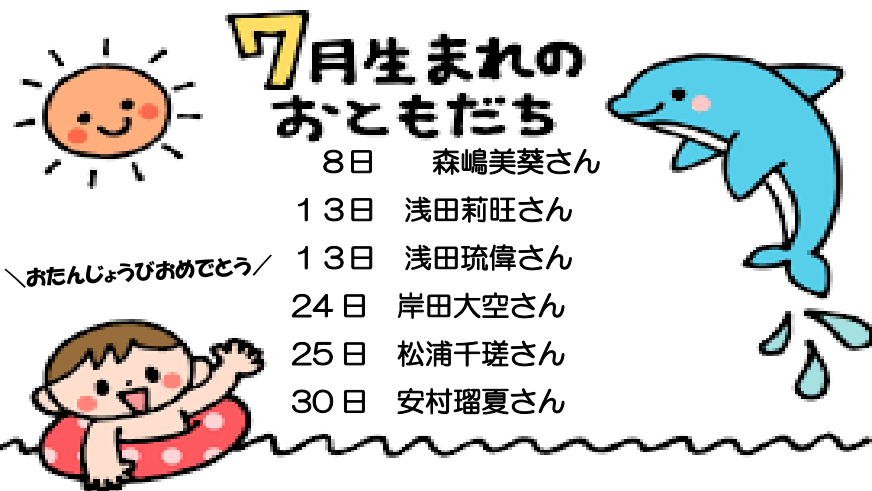 7月生まれの
おともだち
8日 森嶋美葵さん
13日 浅田莉旺さん
13日 浅田琉偉さん
＼おたんじょうびおめでとう／
24日 岸田大空さん
25日 松浦千瑳さん
30日 安村瑠夏さん